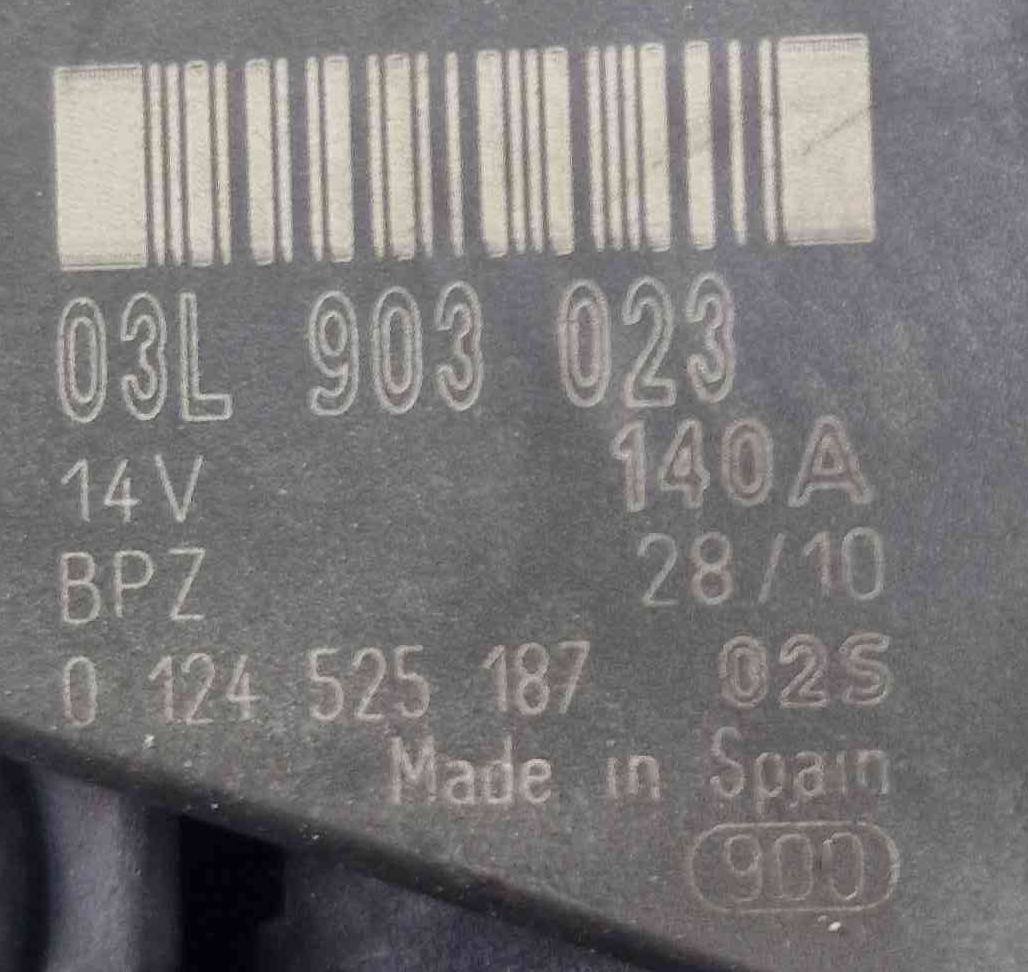 03L 903 023
14V 140A
BPZ 28/10
0 124 525 187 02S
Made in Spain
900